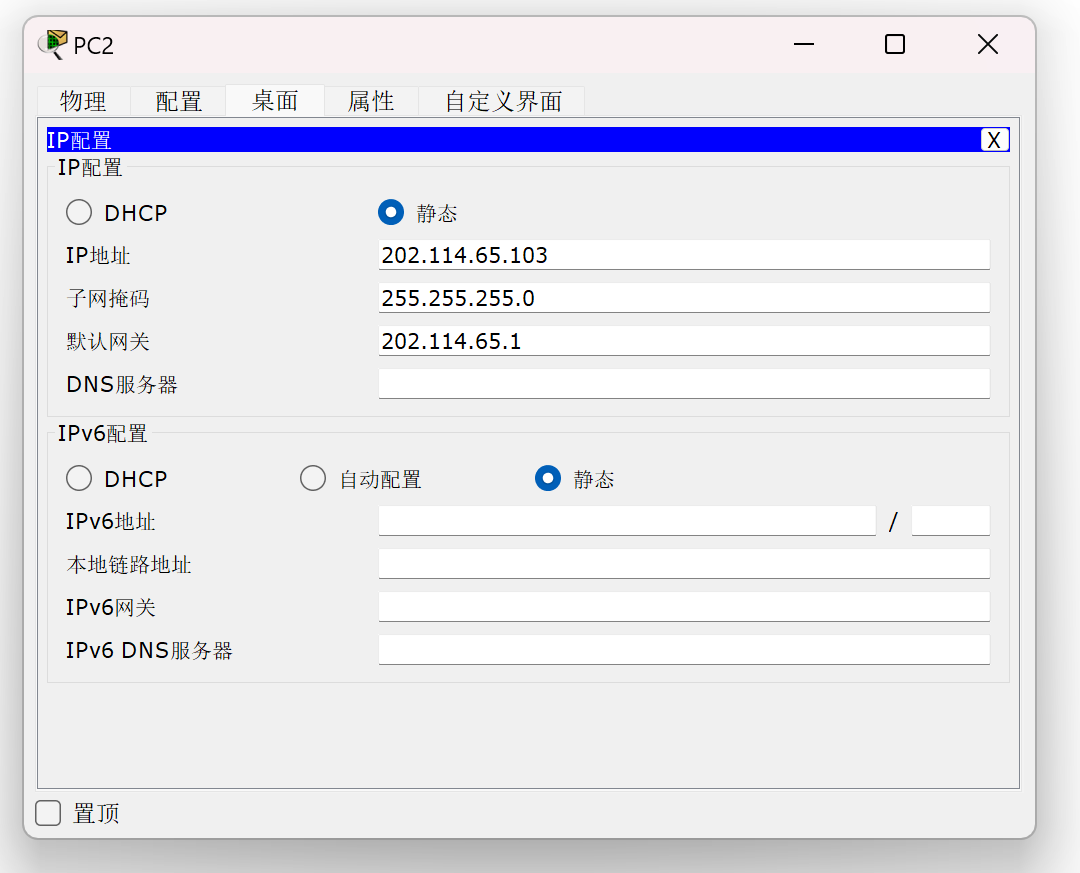 PC2
物理 配置 桌面 属性 自定义界面
IP配置 X
IP配置
DHCP 静态
IP地址 202.114.65.103
子网掩码 255.255.255.0
默认网关 202.114.65.1
DNS服务器
IPv6配置
DHCP 自动配置 静态
IPv6地址 /
本地链路地址
IPv6网关
IPv6 DNS服务器
置顶